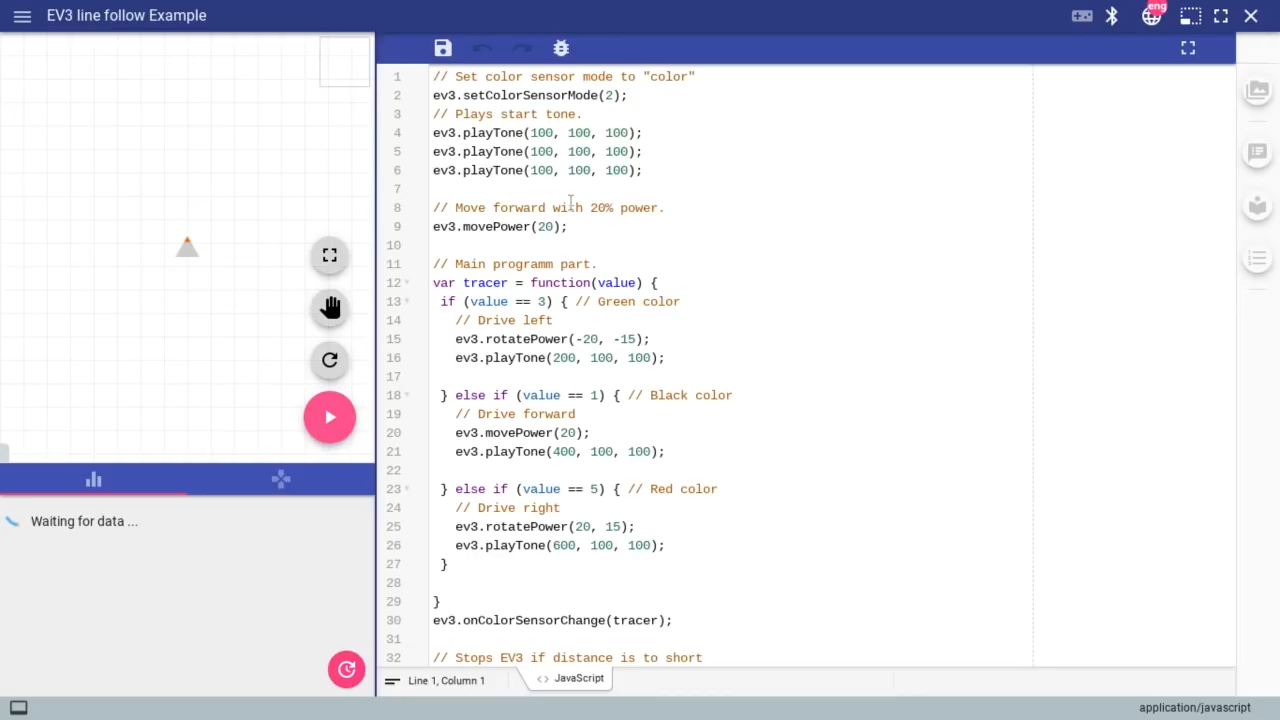 EV3 line follow Example
eng
1 // Set color sensor mode to "color"
2 ev3.setColorSensorMode(2);
3 // Plays start tone.
4 ev3.playTone(100, 100, 100);
5 ev3.playTone(100, 100, 100);
6 ev3.playTone(100, 100, 100);
7
8 // Move forward with 20% power.
9 ev3.movePower(20);
10
11 // Main programm part.
12 var tracer = function(value) {
13 if (value == 3) { // Green color
14 // Drive left
15 ev3.rotatePower(-20, -15);
16 ev3.playTone(200, 100, 100);
17
18 } else if (value == 1) { // Black color
19 // Drive forward
20 ev3.movePower(20);
21 ev3.playTone(400, 100, 100);
22
23 } else if (value == 5) { // Red color
24 // Drive right
25 ev3.rotatePower(20, 15);
26 ev3.playTone(600, 100, 100);
27 }
28
29 }
30 ev3.onColorSensorChange(tracer);
31
32 // Stops EV3 if distance is to short
Waiting for data ...
Line 1, Column 1
<> JavaScript
application/javascript